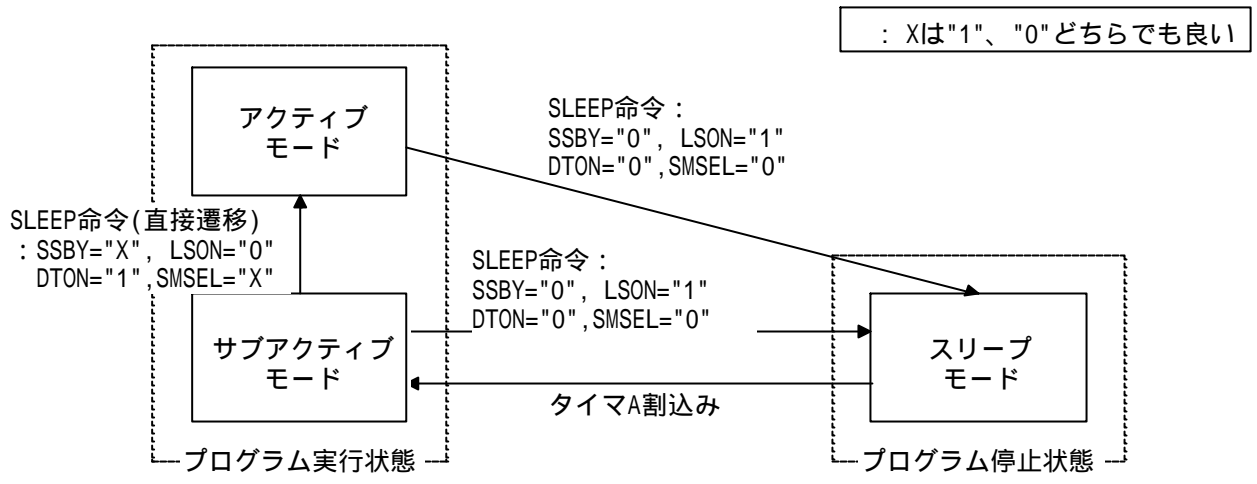 : Xは"1"、"0"どちらでも良い
アクティブ
モード
SLEEP命令：
SSBY="0", LSON="1"
DTON="0",SMSEL="0"
SLEEP命令(直接遷移)
：SSBY="X", LSON="0"
DTON="1",SMSEL="X"
SLEEP命令：
SSBY="0", LSON="1"
DTON="0",SMSEL="0"
サブアクティブ
モード
スリープ
モード
タイマA割込み
プログラム実行状態
プログラム停止状態